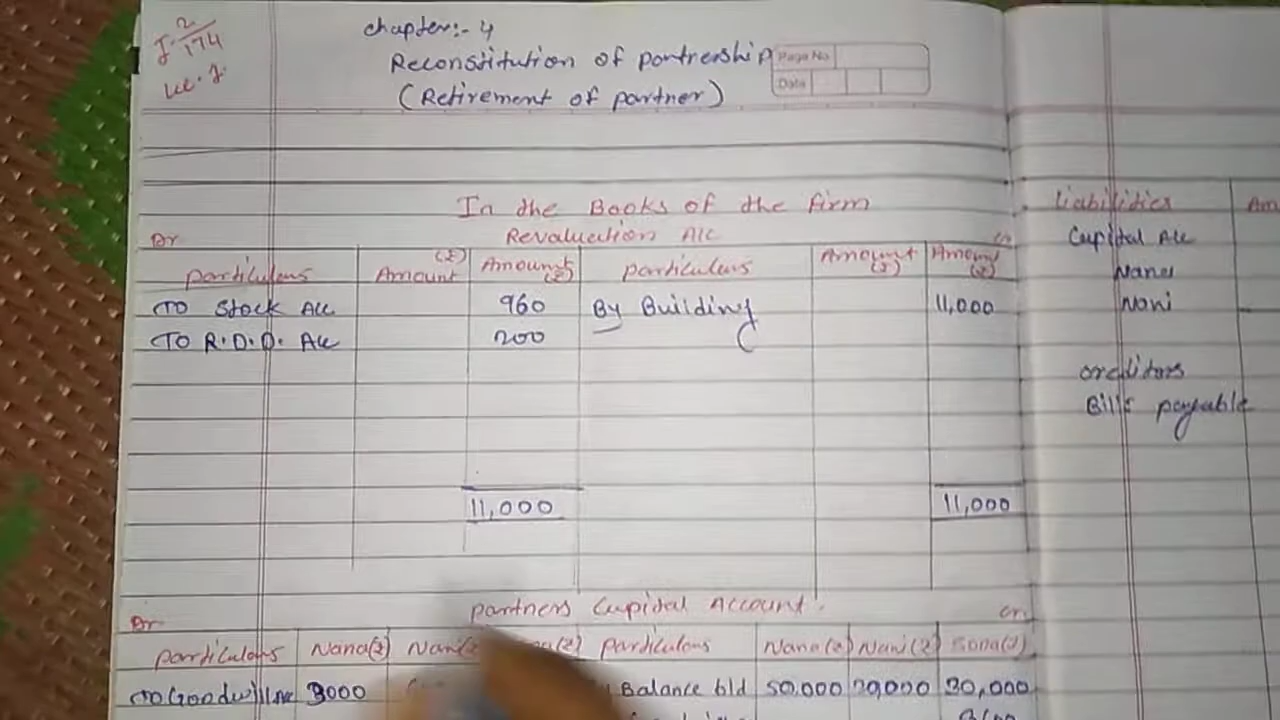 chapter:- 4
Reconstitution of partnership
(Retirement of partner)
Page No
Date
In the Books of the firm
Dr Revaluation A/c Cr
particulars Amount (₹) Amount (₹) particulars Amount (₹) Amount (₹)
To Stock A/c 960 By Building 11,000
To R.D.D. A/c 200
11,000 11,000
partners Capital Account
Dr Cr
particulars Nana(₹) Nani(₹) particulars Nana(₹) Nani(₹) Sona(₹)
To Goodwill A/c 3000 Balance b/d 50,000 20,000 30,000
Liabilities
Capital A/c
Nana
Nani
creditors
Bills payable